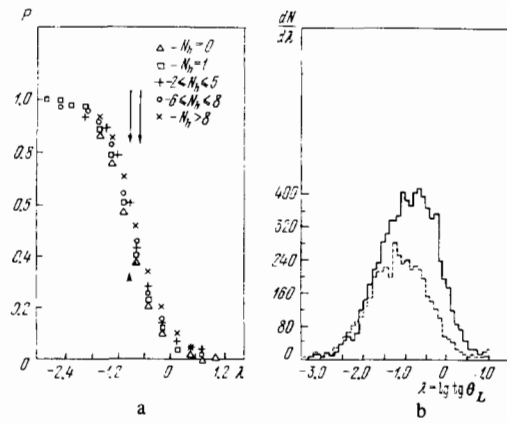 P
△ -N_h=0
□ -N_h=1
+ -2≤N_h≤5
○ -6≤N_h≤8
× -N_h>8
1.0
0.8
0.6
0.4
0.2
0
-2.4 -1.2 0 1.2 λ
a
dN
dλ
400
320
240
160
80
0
-3.0 -2.0 -1.0 0 1.0
λ=lg tg θ_L
b